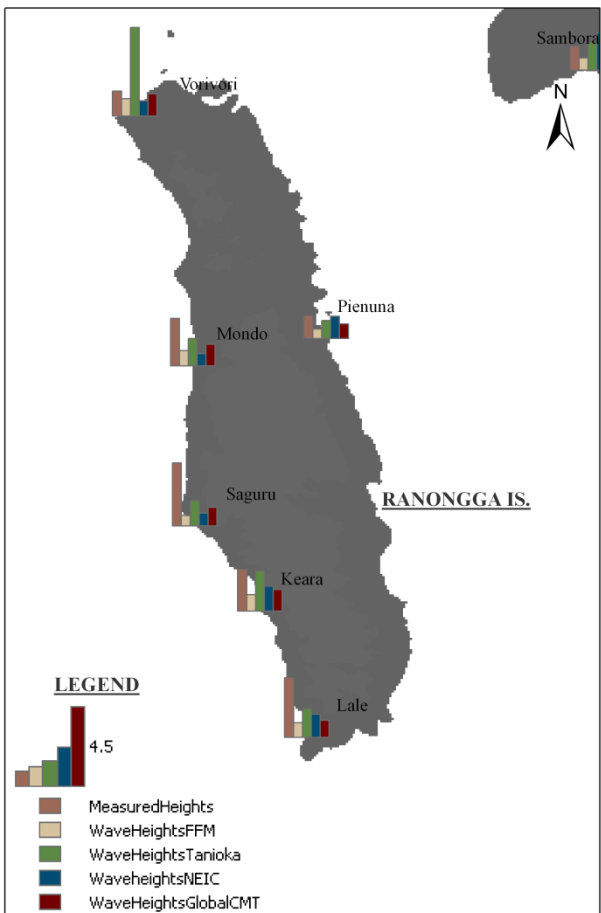 Sambora
N
Vorivori
Pienuna
Mondo
RANONGGA IS.
Saguru
Keara
LEGEND
Lale
4.5
MeasuredHeights
WaveHeightsFFM
WaveHeightsTanioka
WaveheightsNEIC
WaveHeightsGlobalCMT